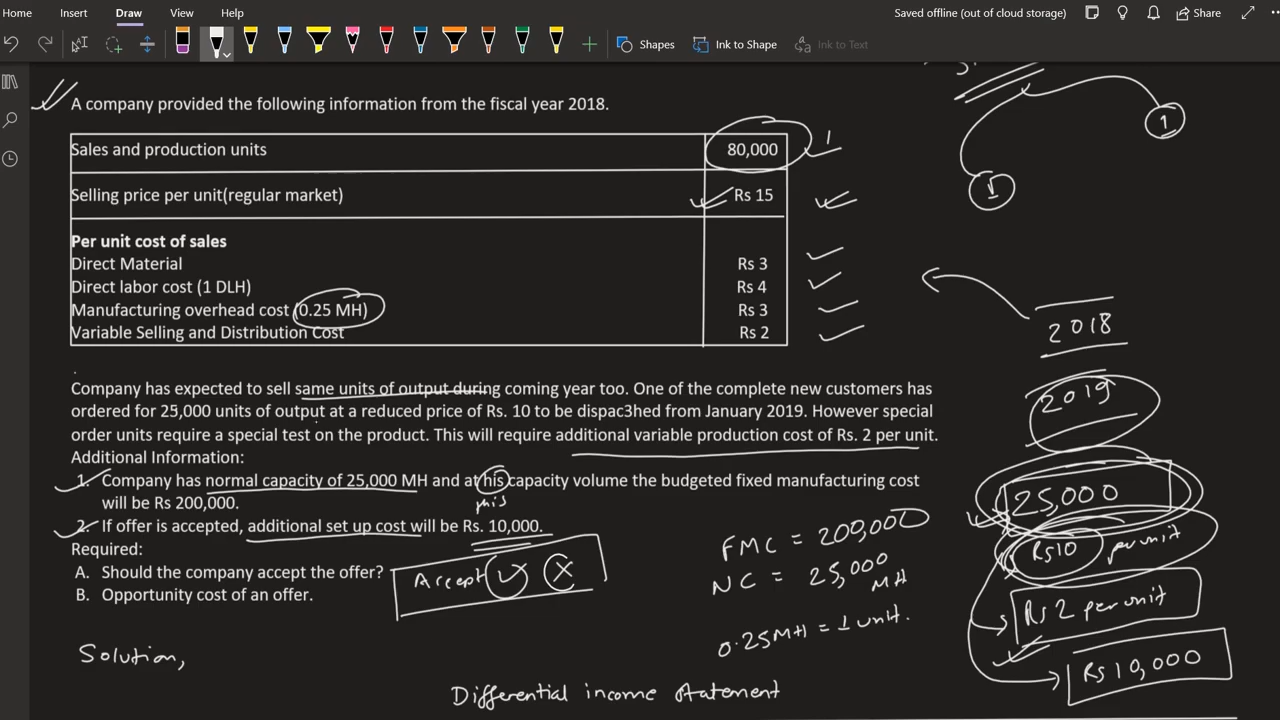 Home Insert Draw View Help Saved offline (out of cloud storage) Share
Shapes Ink to Shape Ink to Text
A company provided the following information from the fiscal year 2018.
1
Sales and production units 80,000 1
1
Selling price per unit(regular market) Rs 15
Per unit cost of sales
Direct Material Rs 3
Direct labor cost (1 DLH) Rs 4
Manufacturing overhead cost (0.25 MH) Rs 3
Variable Selling and Distribution Cost Rs 2
2018
Company has expected to sell same units of output during coming year too. One of the complete new customers has
ordered for 25,000 units of output at a reduced price of Rs. 10 to be dispac3hed from January 2019. However special
order units require a special test on the product. This will require additional variable production cost of Rs. 2 per unit.
2019
Additional Information:
1. Company has normal capacity of 25,000 MH and at his capacity volume the budgeted fixed manufacturing cost
this
will be Rs 200,000.
2. If offer is accepted, additional set up cost will be Rs. 10,000.
25,000
Required:
FMC = 200,000
Rs 10 per unit
A. Should the company accept the offer?
Accept
NC = 25,000 MH
B. Opportunity cost of an offer.
Rs 2 per unit
0.25MH = 1 unit.
Solution,
Rs 10,000
Differential income statement